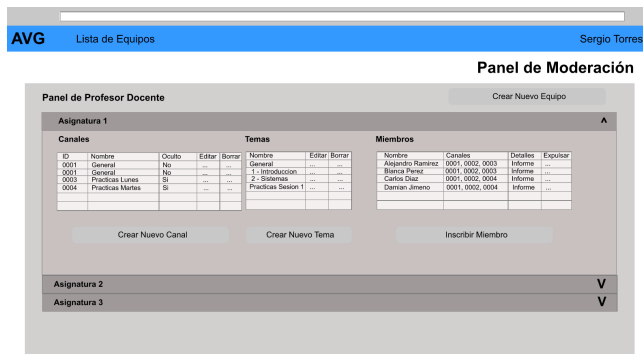 AVG Lista de Equipos Sergio Torres
Panel de Moderación
Panel de Profesor Docente Crear Nuevo Equipo
Asignatura 1 ʌ
Canales Temas Miembros
ID Nombre Oculto Editar Borrar
0001 General No ... ...
0001 General No ... ...
0003 Practicas Lunes Si ... ...
0004 Practicas Martes Si ... ...
Nombre Editar Borrar
General ... ...
1 - Introduccion ... ...
2 - Sistemas ... ...
Practicas Sesion 1 ... ...
Nombre Canales Detalles Expulsar
Alejandro Ramirez 0001, 0002, 0003 Informe ...
Blanca Perez 0001, 0002, 0003 Informe ...
Carlos Diaz 0001, 0002, 0004 Informe ...
Damian Jimeno 0001, 0002, 0004 Informe ...
Crear Nuevo Canal Crear Nuevo Tema Inscribir Miembro
Asignatura 2 V
Asignatura 3 V